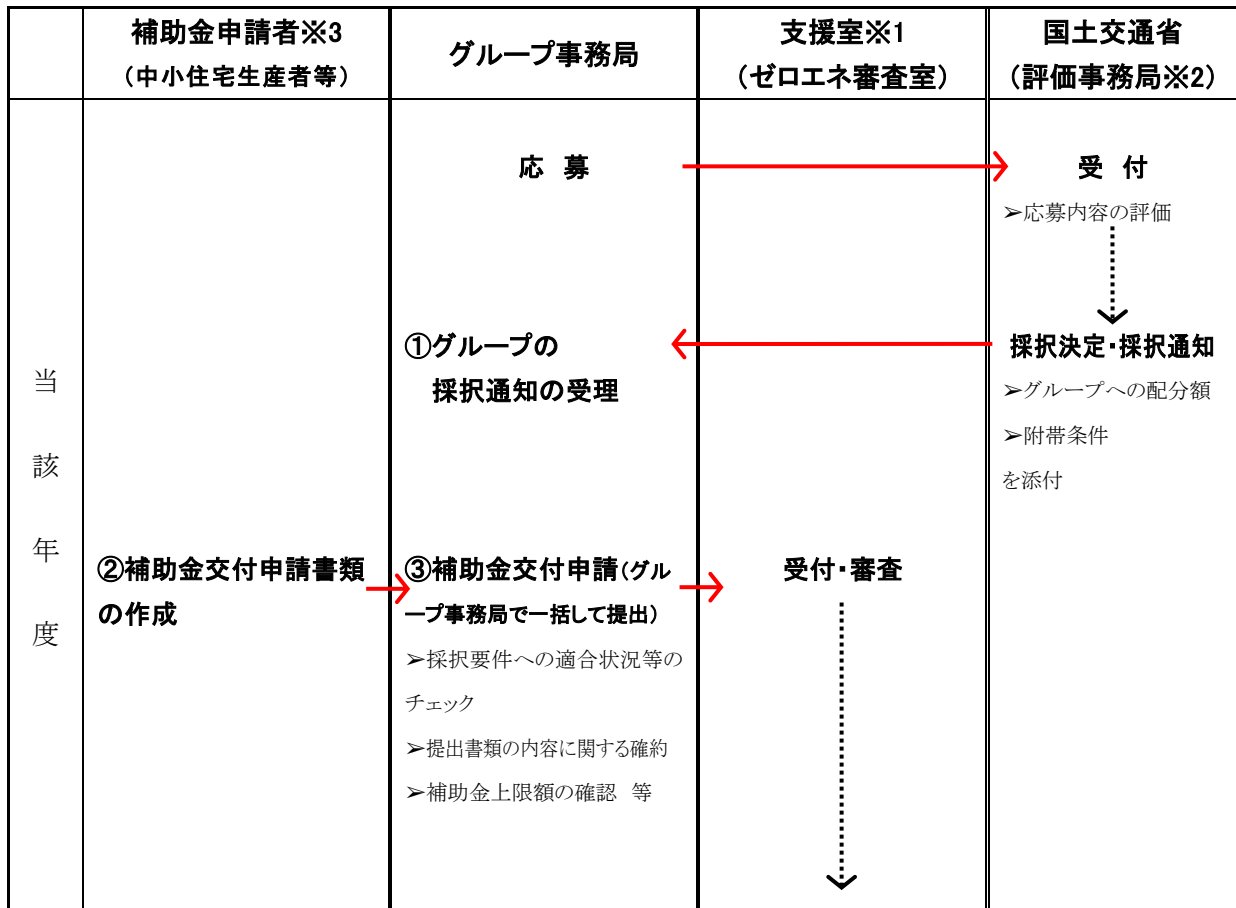 補助金申請者※3
(中小住宅生産者等)
グループ事務局
支援室※1
(ゼロエネ審査室)
国土交通省
(評価事務局※2)
当該年度
応 募
受 付
➢応募内容の評価
①グループの
採択通知の受理
採択決定・採択通知
➢グループへの配分額
➢附帯条件
を添付
②補助金交付申請書類
の作成
③補助金交付申請(グル
ープ事務局で一括して提出)
➢採択要件への適合状況等の
チェック
➢提出書類の内容に関する確約
➢補助金上限額の確認 等
受付・審査